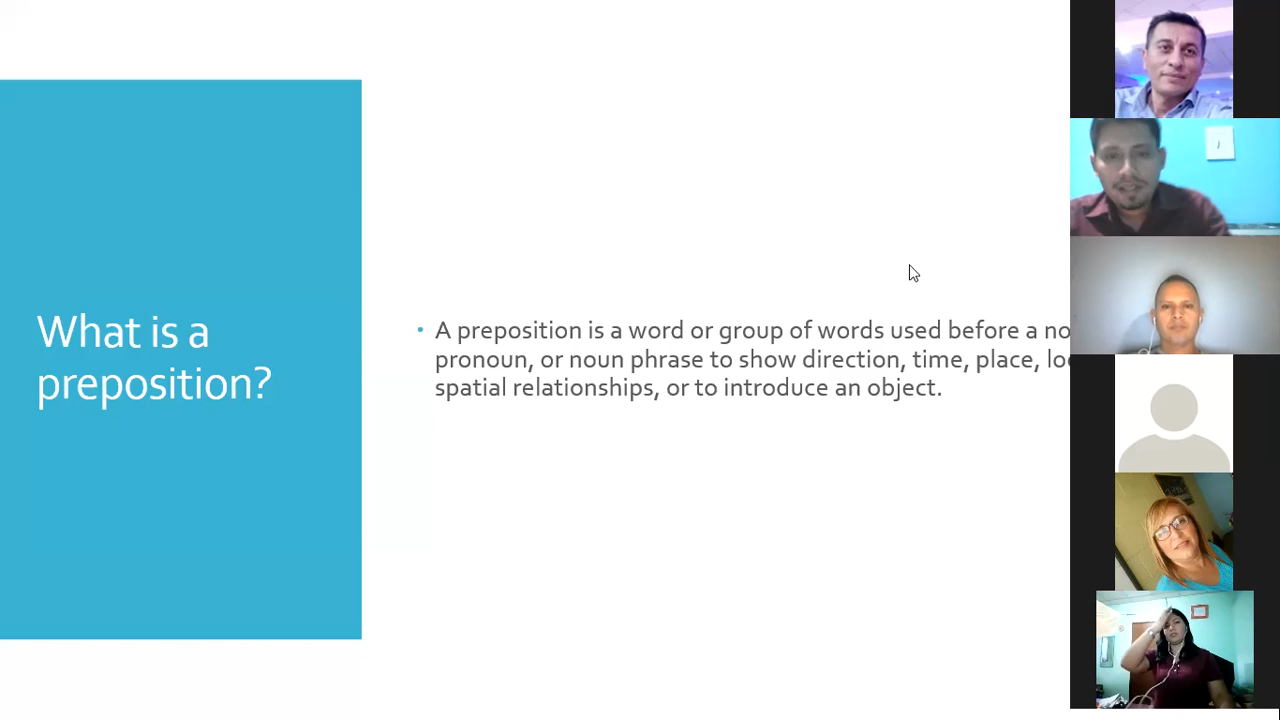 What is a
preposition?
• A preposition is a word or group of words used before a
pronoun, or noun phrase to show direction, time, place,
spatial relationships, or to introduce an object.